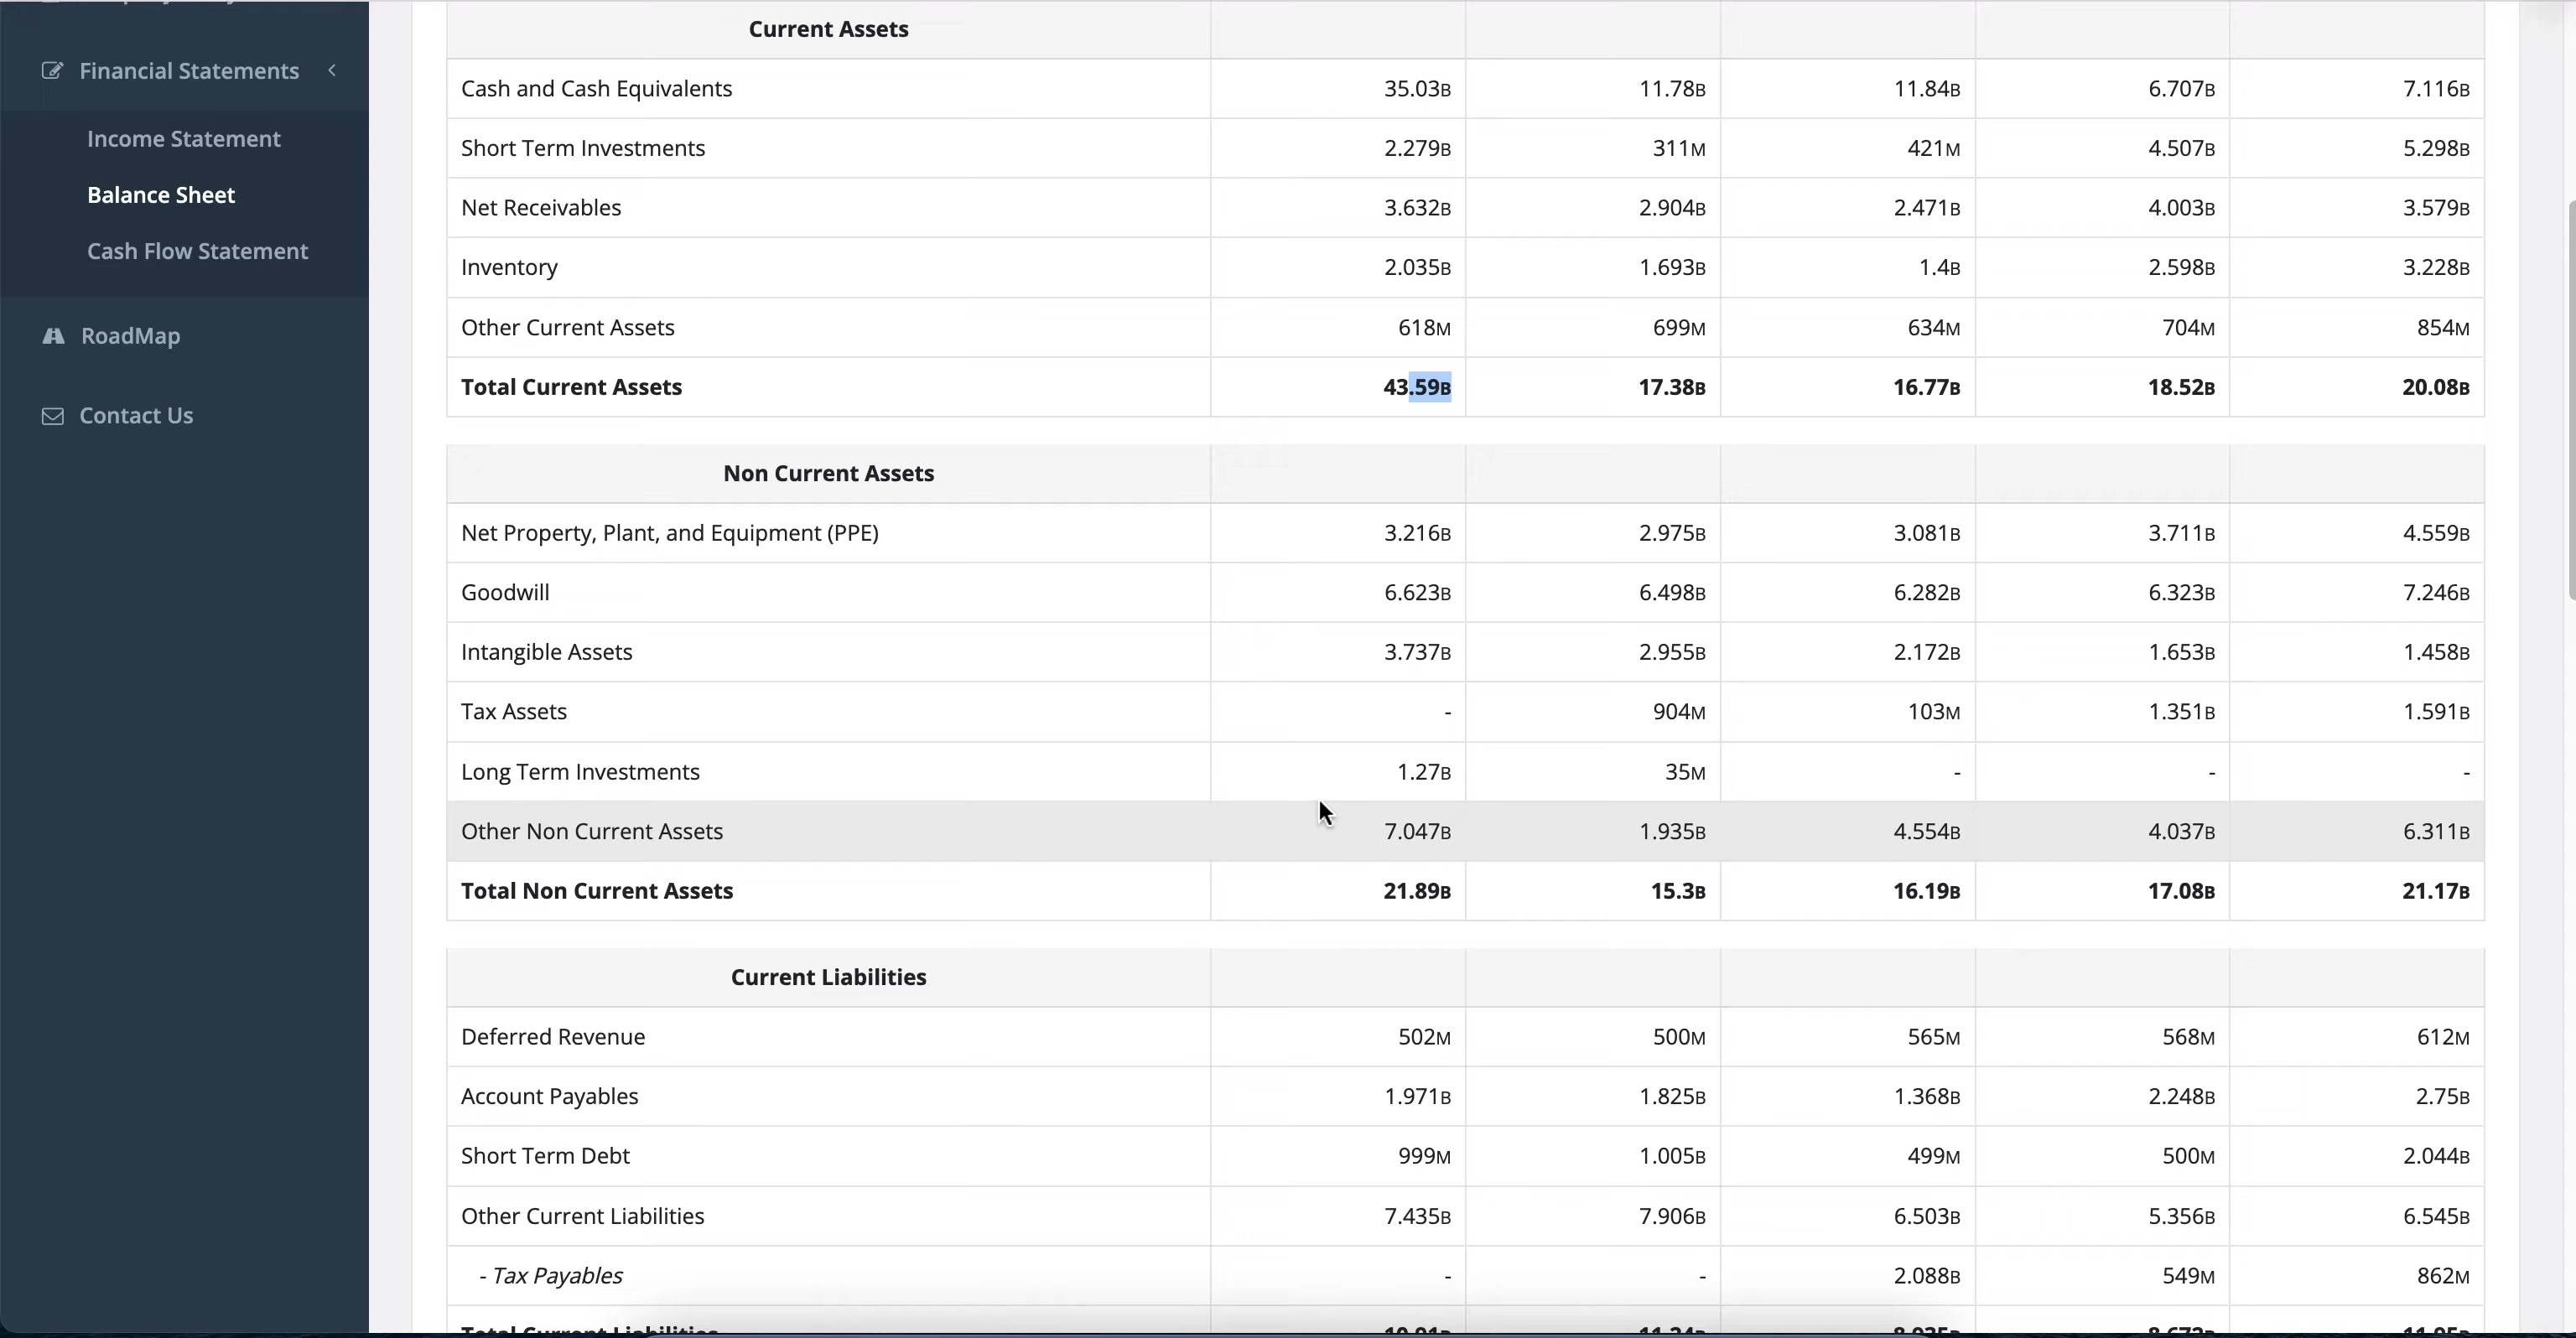 Financial Statements
Income Statement
Balance Sheet
Cash Flow Statement
RoadMap
Contact Us
Current Assets
Cash and Cash Equivalents 35.03B 11.78B 11.84B 6.707B 7.116B
Short Term Investments 2.279B 311M 421M 4.507B 5.298B
Net Receivables 3.632B 2.904B 2.471B 4.003B 3.579B
Inventory 2.035B 1.693B 1.4B 2.598B 3.228B
Other Current Assets 618M 699M 634M 704M 854M
Total Current Assets 43.59B 17.38B 16.77B 18.52B 20.08B
Non Current Assets
Net Property, Plant, and Equipment (PPE) 3.216B 2.975B 3.081B 3.711B 4.559B
Goodwill 6.623B 6.498B 6.282B 6.323B 7.246B
Intangible Assets 3.737B 2.955B 2.172B 1.653B 1.458B
Tax Assets - 904M 103M 1.351B 1.591B
Long Term Investments 1.27B 35M - - -
Other Non Current Assets 7.047B 1.935B 4.554B 4.037B 6.311B
Total Non Current Assets 21.89B 15.3B 16.19B 17.08B 21.17B
Current Liabilities
Deferred Revenue 502M 500M 565M 568M 612M
Account Payables 1.971B 1.825B 1.368B 2.248B 2.75B
Short Term Debt 999M 1.005B 499M 500M 2.044B
Other Current Liabilities 7.435B 7.906B 6.503B 5.356B 6.545B
- Tax Payables - - 2.088B 549M 862M
Total Current Liabilities